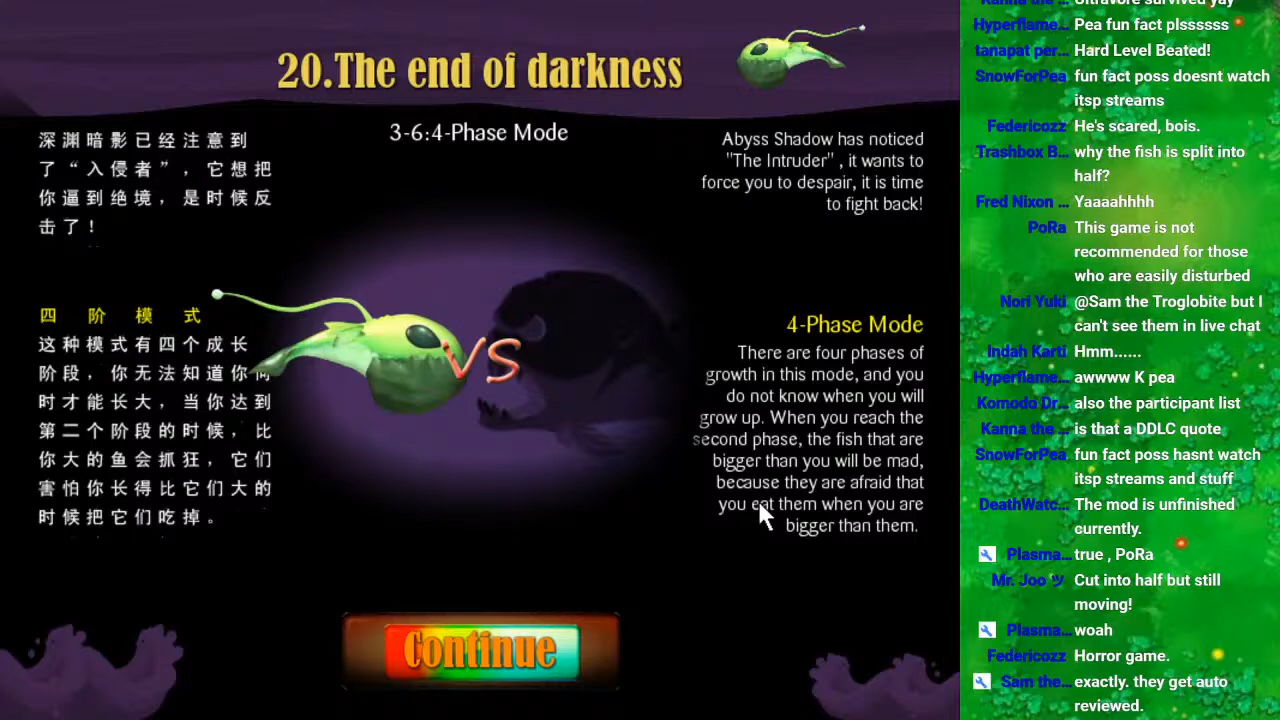 20.The end of darkness
3-6:4-Phase Mode
深渊暗影已经注意到
了“入侵者”，它想把
你逼到绝境，是时候反
击了！
Abyss Shadow has noticed
"The Intruder" , it wants to
force you to despair, it is time
to fight back!
VS
四阶模式
这种模式有四个成长
阶段，你无法知道你何
时才能长大，当你达到
第二个阶段的时候，比
你大的鱼会抓狂，它们
害怕你长得比它们大的
时候把它们吃掉。
4-Phase Mode
There are four phases of
growth in this mode, and you
do not know when you will
grow up. When you reach the
second phase, the fish that are
bigger than you will be mad,
because they are afraid that
you eat them when you are
bigger than them.
Continue
Kanna the ... Ultravore survived yay
Hyperflame... Pea fun fact plssssss
tanapat per... Hard Level Beated!
SnowForPea fun fact poss doesnt watch
itsp streams
Federicozz He's scared, bois.
Trashbox B... why the fish is split into
half?
Fred Nixon ... Yaaaahhhh
PoRa This game is not
recommended for those
who are easily disturbed
Nori Yuki @Sam the Troglobite but I
can't see them in live chat
Indah Karti Hmm......
Hyperflame... awwww K pea
Komodo Dr... also the participant list
Kanna the ... is that a DDLC quote
SnowForPea fun fact poss hasnt watch
itsp streams and stuff
DeathWatc... The mod is unfinished
currently.
Plasma... true , PoRa
Mr. Joo ツ Cut into half but still
moving!
Plasma... woah
Federicozz Horror game.
Sam the... exactly. they get auto
reviewed.